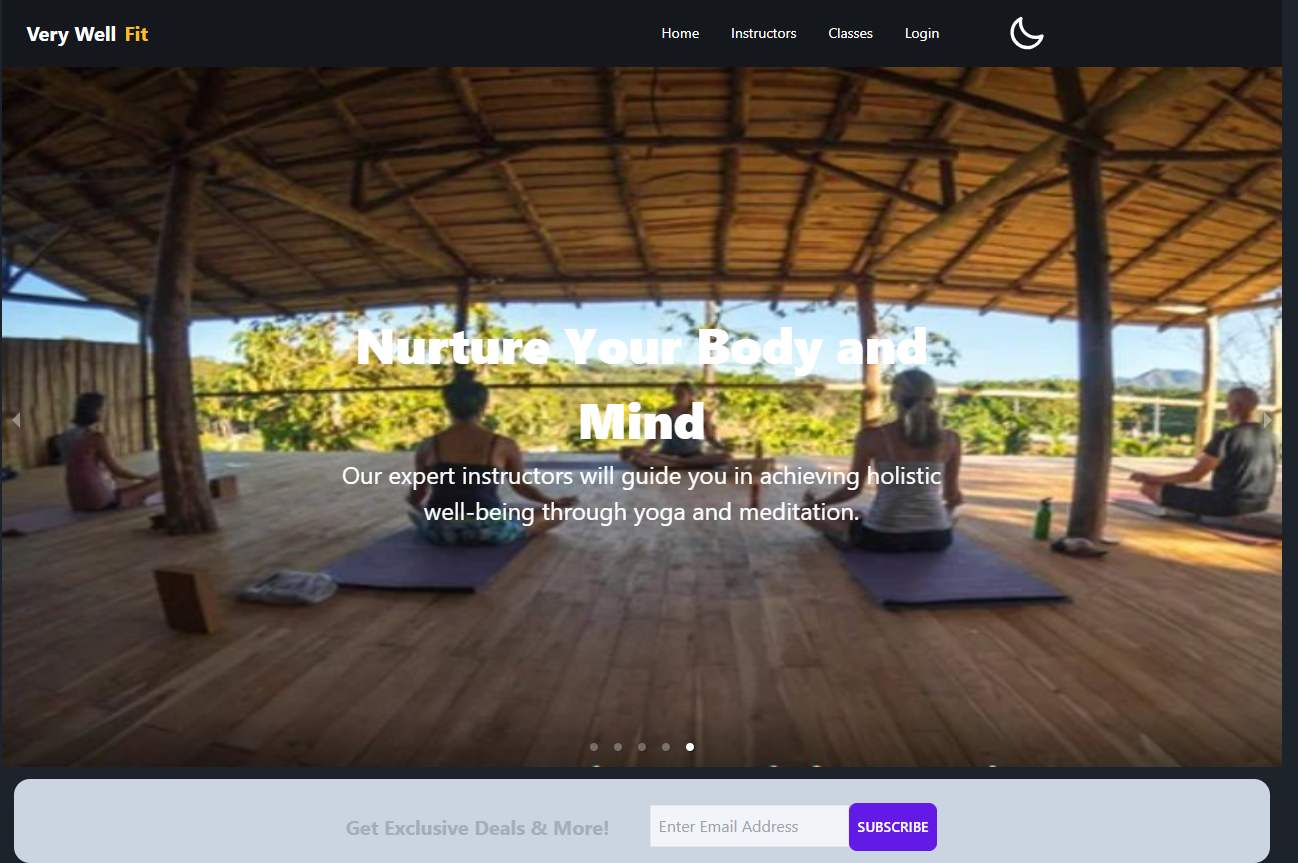 Very Well Fit
Home Instructors Classes Login
Nurture Your Body and
Mind
Our expert instructors will guide you in achieving holistic
well-being through yoga and meditation.
Get Exclusive Deals & More!
Enter Email Address
SUBSCRIBE